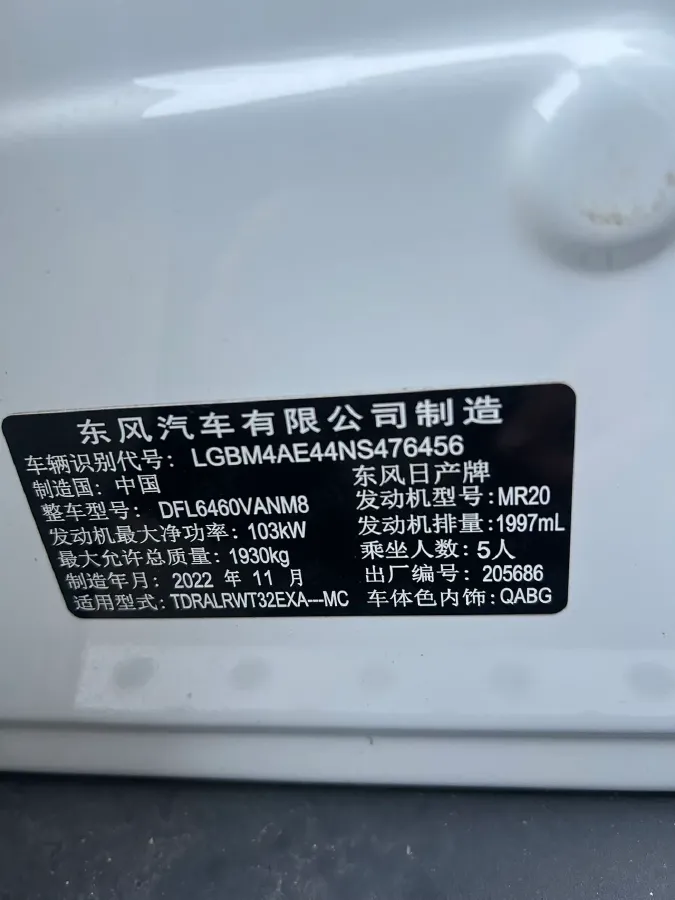 东风汽车有限公司制造
车辆识别代号: LGBM4AE44NS476456
制造国: 中国 东风日产牌
整车型号: DFL6460VANM8 发动机型号: MR20
发动机最大净功率: 103kW 发动机排量: 1997mL
最大允许总质量: 1930kg 乘坐人数: 5人
制造年月: 2022 年 11 月 出厂编号: 205686
适用型式: TDRALRWT32EXA---MC 车体色内饰: QABG